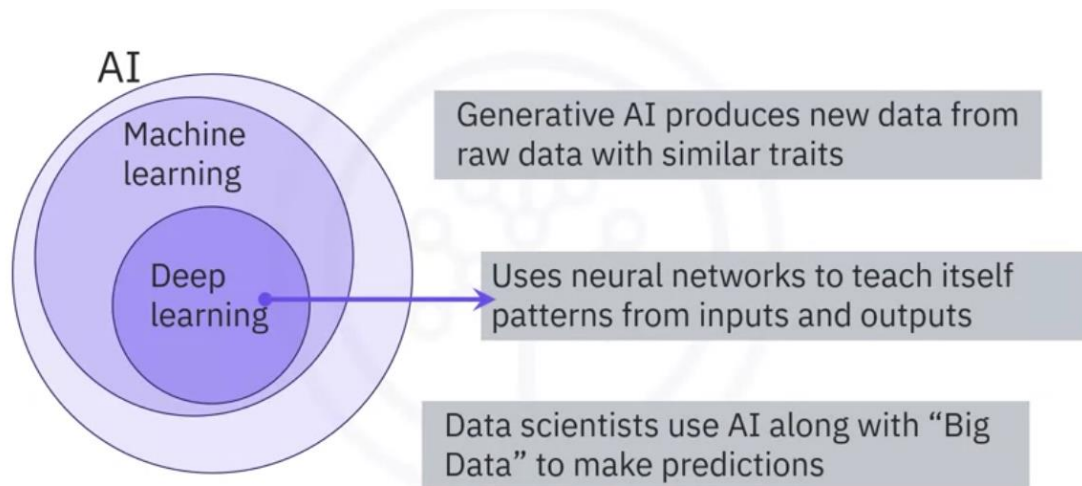 AI
Machine
learning
Deep
learning
Generative AI produces new data from
raw data with similar traits
Uses neural networks to teach itself
patterns from inputs and outputs
Data scientists use AI along with “Big
Data” to make predictions